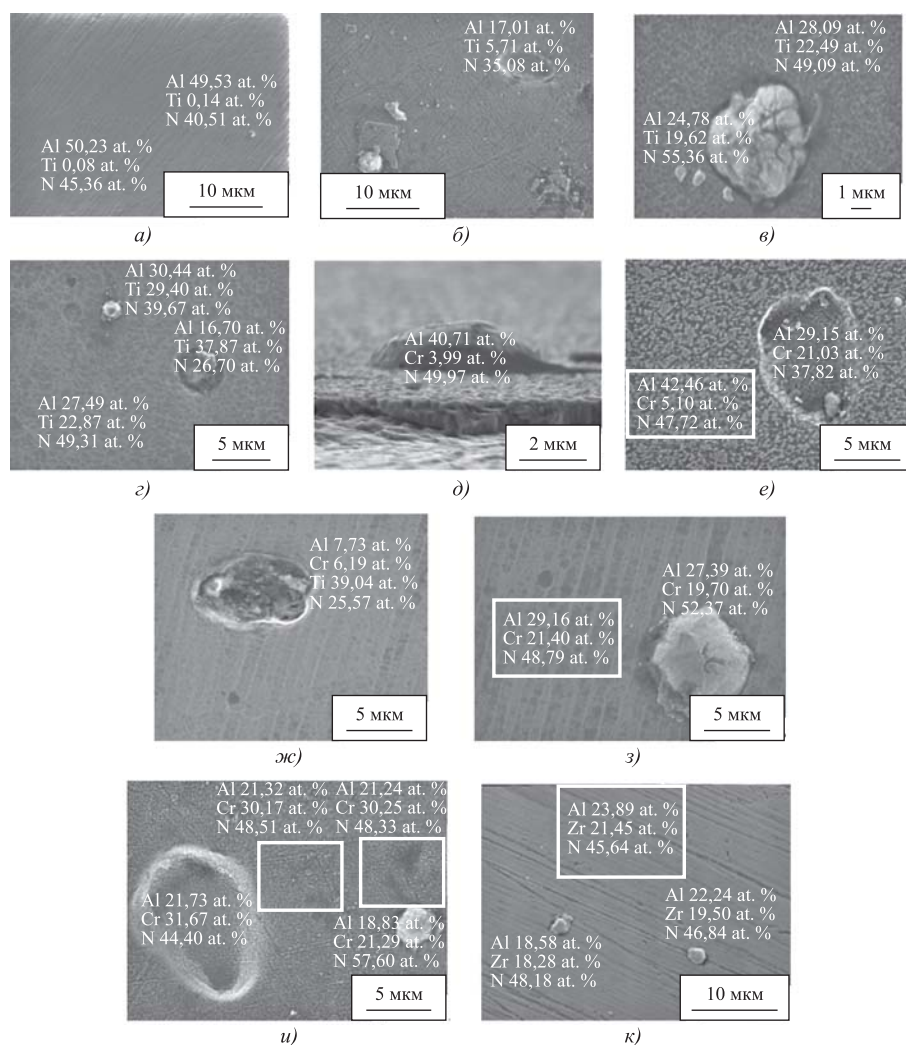 Al 49,53 at. %
Ti 0,14 at. %
N 40,51 at. %
Al 50,23 at. %
Ti 0,08 at. %
N 45,36 at. %
10 мкм
а)
Al 17,01 at. %
Ti 5,71 at. %
N 35,08 at. %
10 мкм
б)
Al 28,09 at. %
Ti 22,49 at. %
N 49,09 at. %
Al 24,78 at. %
Ti 19,62 at. %
N 55,36 at. %
1 мкм
в)
Al 30,44 at. %
Ti 29,40 at. %
N 39,67 at. %
Al 16,70 at. %
Ti 37,87 at. %
N 26,70 at. %
Al 27,49 at. %
Ti 22,87 at. %
N 49,31 at. %
5 мкм
г)
Al 40,71 at. %
Cr 3,99 at. %
N 49,97 at. %
2 мкм
д)
Al 29,15 at. %
Cr 21,03 at. %
N 37,82 at. %
Al 42,46 at. %
Cr 5,10 at. %
N 47,72 at. %
5 мкм
е)
Al 7,73 at. %
Cr 6,19 at. %
Ti 39,04 at. %
N 25,57 at. %
5 мкм
ж)
Al 27,39 at. %
Cr 19,70 at. %
N 52,37 at. %
Al 29,16 at. %
Cr 21,40 at. %
N 48,79 at. %
5 мкм
з)
Al 21,32 at. %
Cr 30,17 at. %
N 48,51 at. %
Al 21,24 at. %
Cr 30,25 at. %
N 48,33 at. %
Al 21,73 at. %
Cr 31,67 at. %
N 44,40 at. %
Al 18,83 at. %
Cr 21,29 at. %
N 57,60 at. %
5 мкм
и)
Al 23,89 at. %
Zr 21,45 at. %
N 45,64 at. %
Al 22,24 at. %
Zr 19,50 at. %
N 46,84 at. %
Al 18,58 at. %
Zr 18,28 at. %
N 48,18 at. %
10 мкм
к)